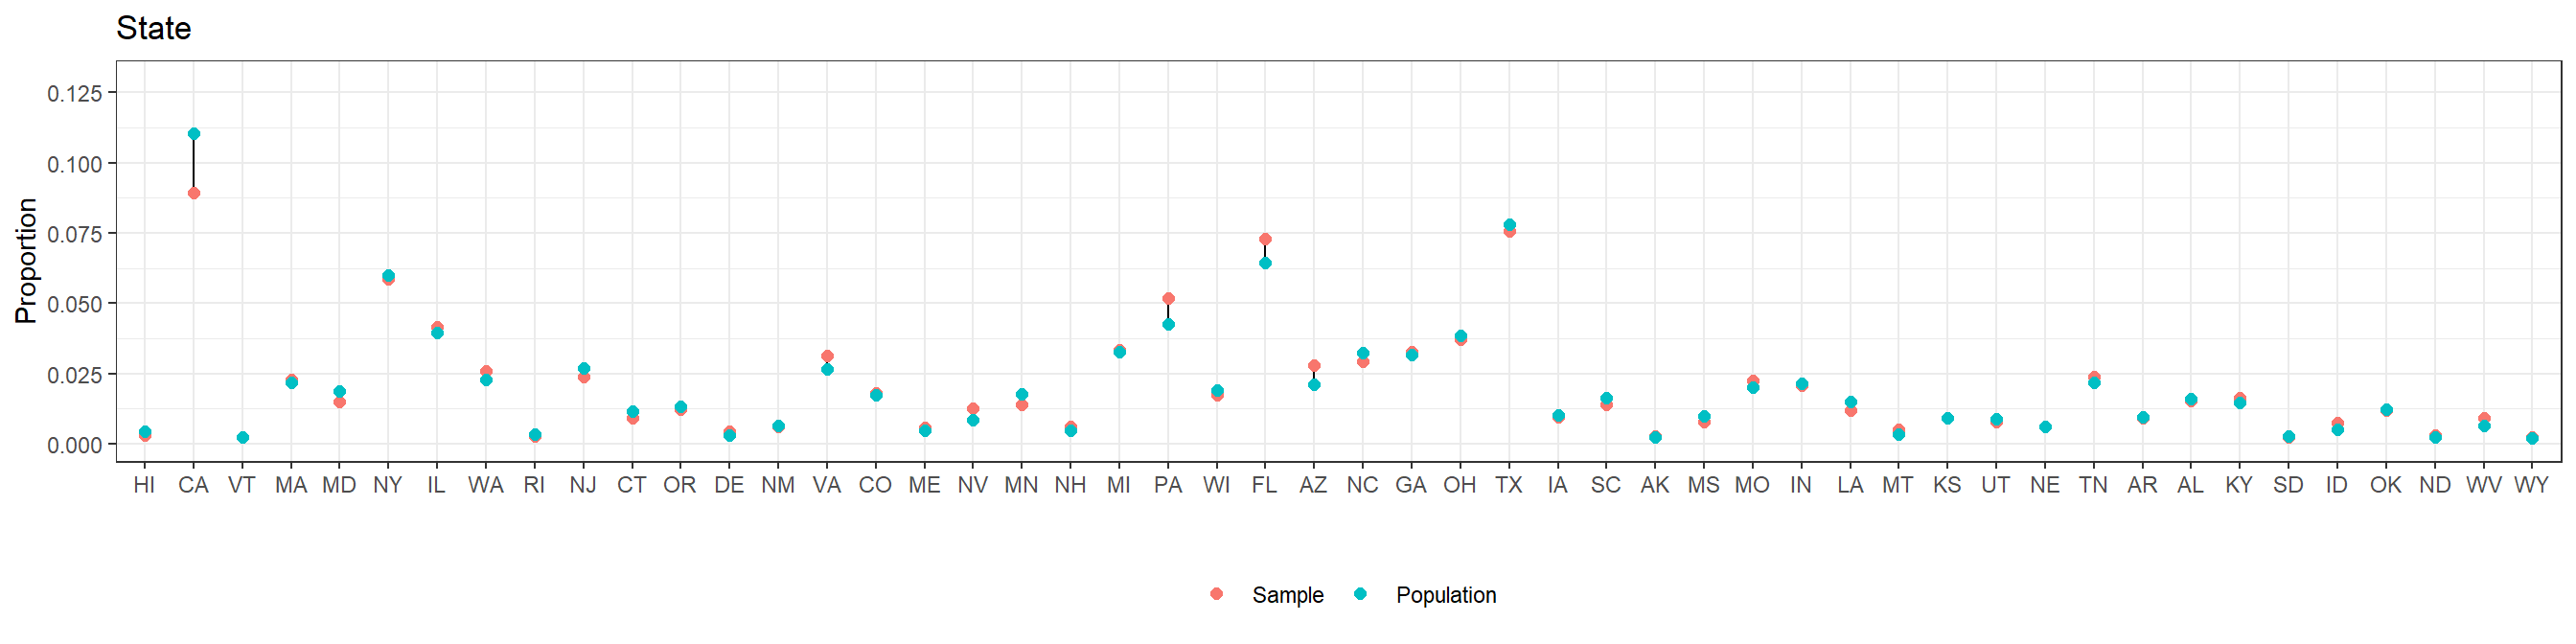 State
Proportion
0.125
0.100
0.075
0.050
0.025
0.000
HI CA VT MA MD NY IL WA RI NJ CT OR DE NM VA CO ME NV MN NH MI PA WI FL AZ NC GA OH TX IA SC AK MS MO IN LA MT KS UT NE TN AR AL KY SD ID OK ND WV WY
Sample Population